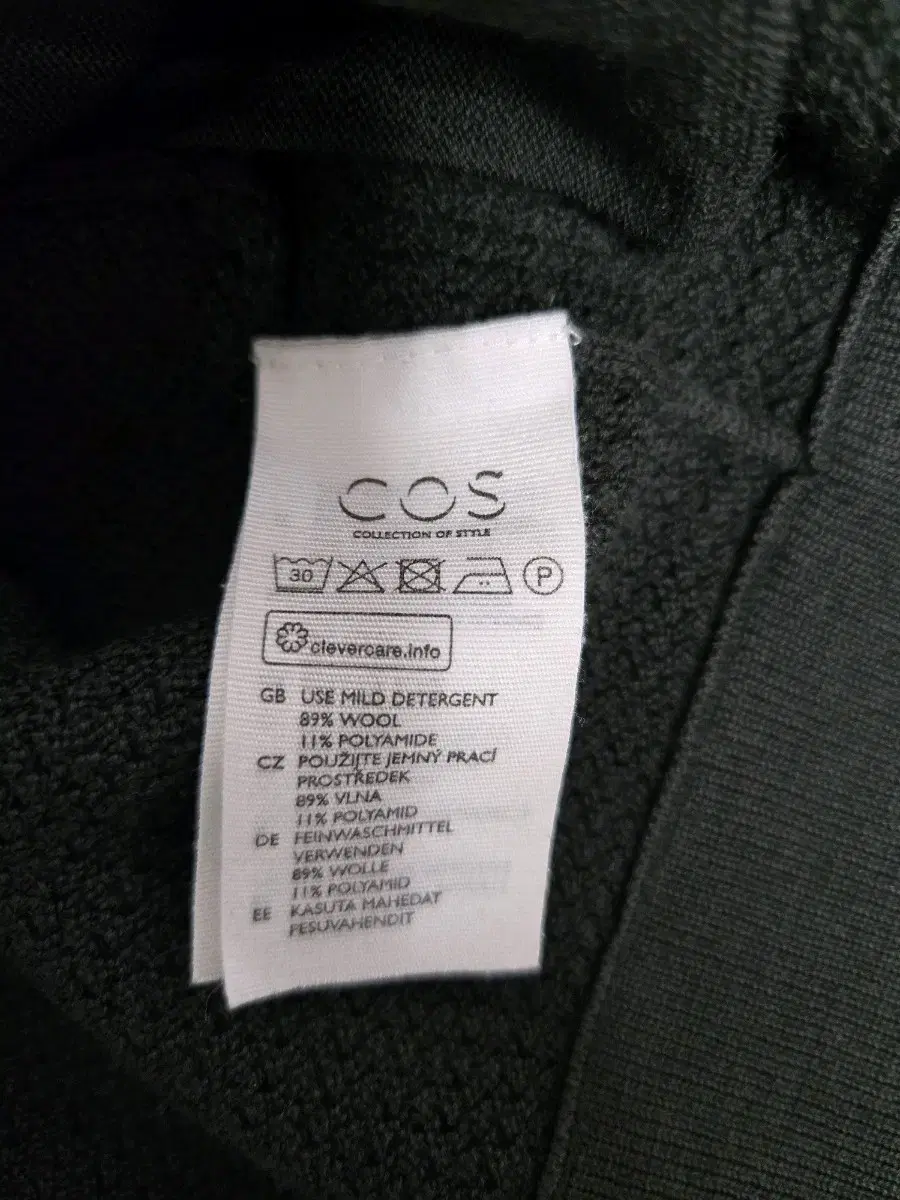 COS
COLLECTION OF STYLE
30 P
clevercare.info
GB USE MILD DETERGENT
89% WOOL
11% POLYAMIDE
CZ POUŽIJTE JEMNÝ PRACÍ
PROSTŘEDEK
89% VLNA
11% POLYAMID
DE FEINWASCHMITTEL
VERWENDEN
89% WOLLE
11% POLYAMID
EE KASUTA MAHEDAT
PESUVAHENDIT